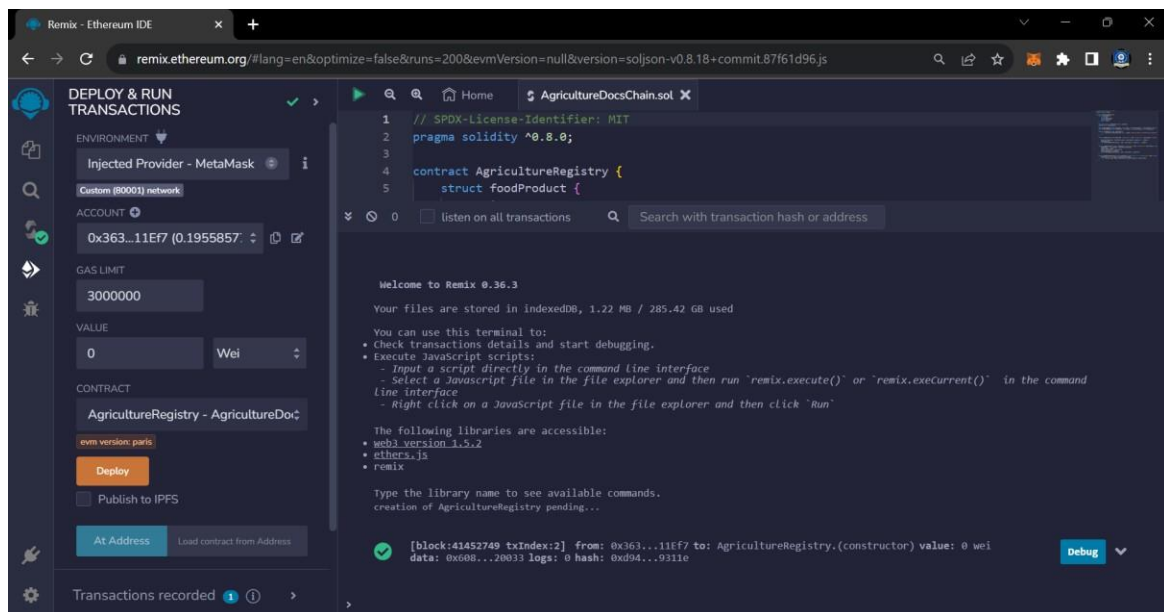 Remix - Ethereum IDE
remix.ethereum.org/#lang=en&optimize=false&runs=200&evmVersion=null&version=soljson-v0.8.18+commit.87f61d96.js
DEPLOY & RUN
TRANSACTIONS
ENVIRONMENT
Injected Provider - MetaMask
Custom (80001) network
ACCOUNT
0x363...11Ef7 (0.1955857
GAS LIMIT
3000000
VALUE
0 Wei
CONTRACT
AgricultureRegistry - AgricultureDoc
evm version: paris
Deploy
Publish to IPFS
At Address Load contract from Address
Transactions recorded 1
Home AgricultureDocsChain.sol
1 // SPDX-License-Identifier: MIT
2 pragma solidity ^0.8.0;
3
4 contract AgricultureRegistry {
5 struct foodProduct {
0 listen on all transactions Search with transaction hash or address
Welcome to Remix 0.36.3
Your files are stored in indexedDB, 1.22 MB / 285.42 GB used
You can use this terminal to:
• Check transactions details and start debugging.
• Execute JavaScript scripts:
- Input a script directly in the command line interface
- Select a Javascript file in the file explorer and then run `remix.execute()` or `remix.exeCurrent()` in the command
line interface
- Right click on a JavaScript file in the file explorer and then click `Run`
The following libraries are accessible:
• web3 version 1.5.2
• ethers.js
• remix
Type the library name to see available commands.
creation of AgricultureRegistry pending...
[block:41452749 txIndex:2] from: 0x363...11Ef7 to: AgricultureRegistry.(constructor) value: 0 wei
data: 0x608...20033 logs: 0 hash: 0xd94...9311e
Debug
>